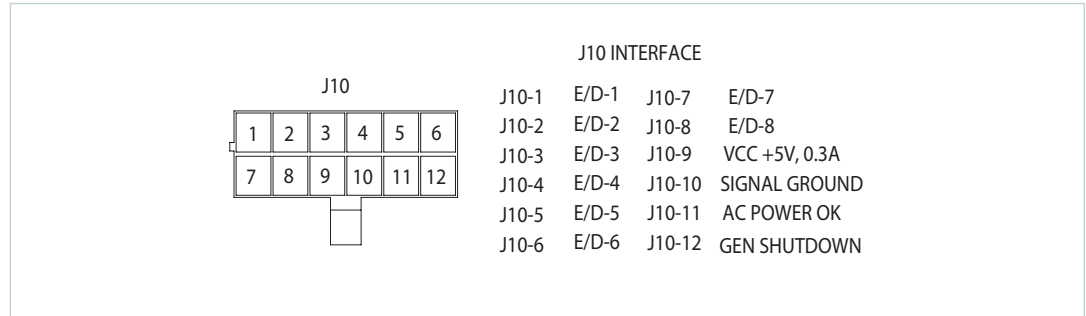 J10 INTERFACE
J10
1 2 3 4 5 6
7 8 9 10 11 12
J10-1 E/D-1 J10-7 E/D-7
J10-2 E/D-2 J10-8 E/D-8
J10-3 E/D-3 J10-9 VCC +5V, 0.3A
J10-4 E/D-4 J10-10 SIGNAL GROUND
J10-5 E/D-5 J10-11 AC POWER OK
J10-6 E/D-6 J10-12 GEN SHUTDOWN